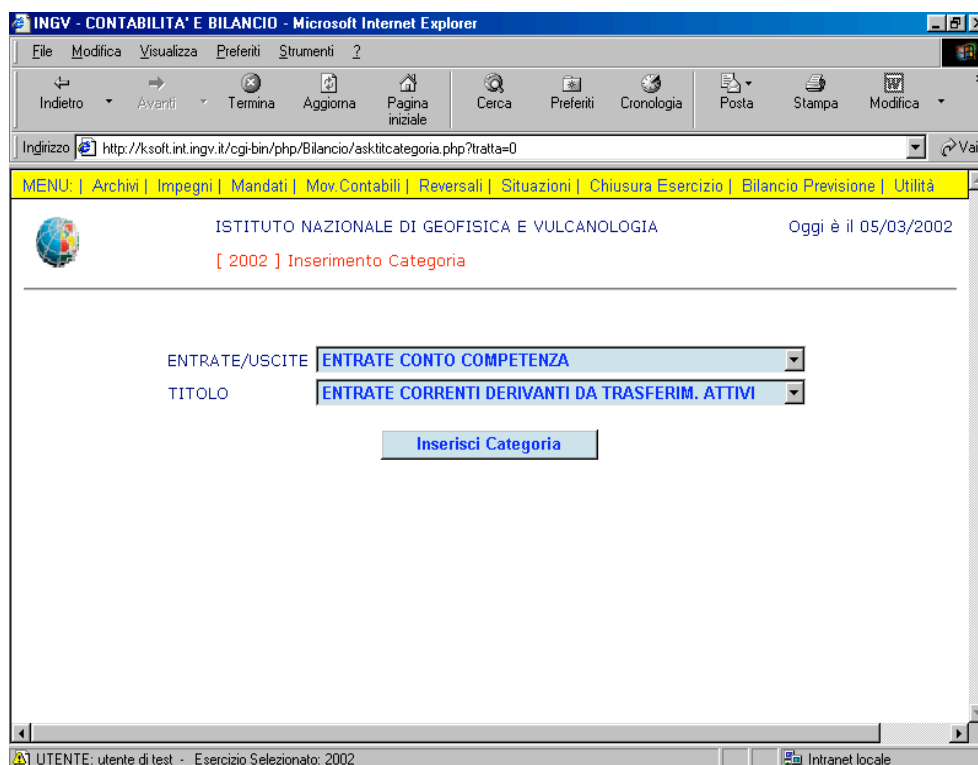 INGV - CONTABILITA' E BILANCIO - Microsoft Internet Explorer
File Modifica Visualizza Preferiti Strumenti ?
Indietro Avanti Termina Aggiorna Pagina iniziale Cerca Preferiti Cronologia Posta Stampa Modifica
Indirizzo http://ksoft.int.ingv.it/cgi-bin/php/Bilancio/asktitcategoria.php?tratta=0 Vai
MENU: | Archivi | Impegni | Mandati | Mov.Contabili | Reversali | Situazioni | Chiusura Esercizio | Bilancio Previsione | Utilità
ISTITUTO NAZIONALE DI GEOFISICA E VULCANOLOGIA Oggi è il 05/03/2002
[ 2002 ] Inserimento Categoria
ENTRATE/USCITE ENTRATE CONTO COMPETENZA
TITOLO ENTRATE CORRENTI DERIVANTI DA TRASFERIM. ATTIVI
Inserisci Categoria
UTENTE: utente di test - Esercizio Selezionato: 2002 Intranet locale